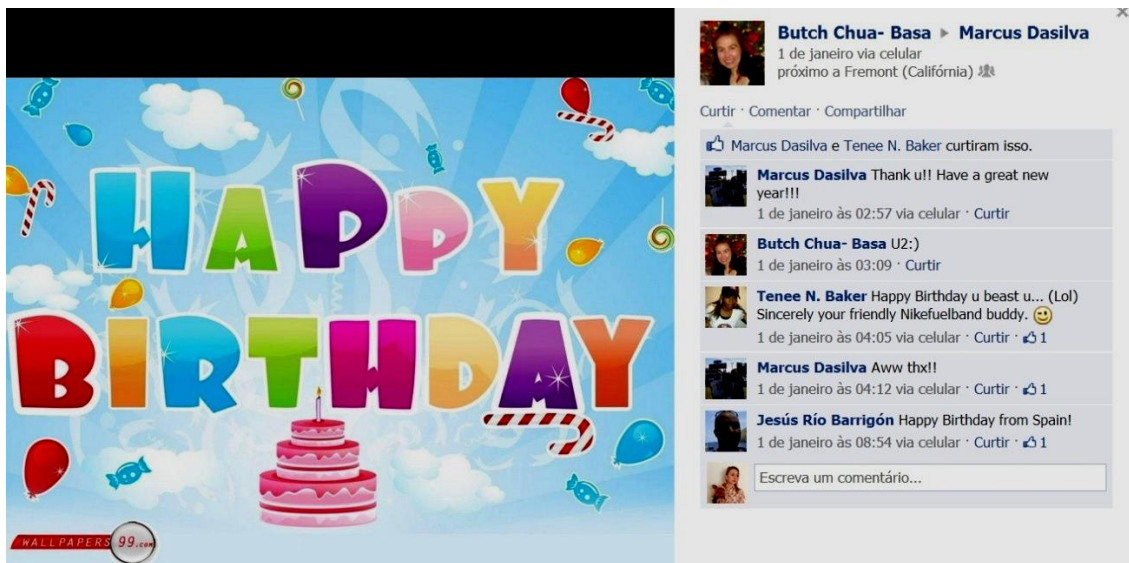 HAPPY
BIRTHDAY
WALLPAPERS 99.com
Butch Chua- Basa ▸ Marcus Dasilva
1 de janeiro via celular
próximo a Fremont (Califórnia)
Curtir · Comentar · Compartilhar
Marcus Dasilva e Tenee N. Baker curtiram isso.
Marcus Dasilva Thank u!! Have a great new
year!!!
1 de janeiro às 02:57 via celular · Curtir
Butch Chua- Basa U2:)
1 de janeiro às 03:09 · Curtir
Tenee N. Baker Happy Birthday u beast u... (Lol)
Sincerely your friendly Nikefuelband buddy.
1 de janeiro às 04:05 via celular · Curtir · 1
Marcus Dasilva Aww thx!!
1 de janeiro às 04:12 via celular · Curtir · 1
Jesús Río Barrigón Happy Birthday from Spain!
1 de janeiro às 08:54 via celular · Curtir · 1
Escreva um comentário...